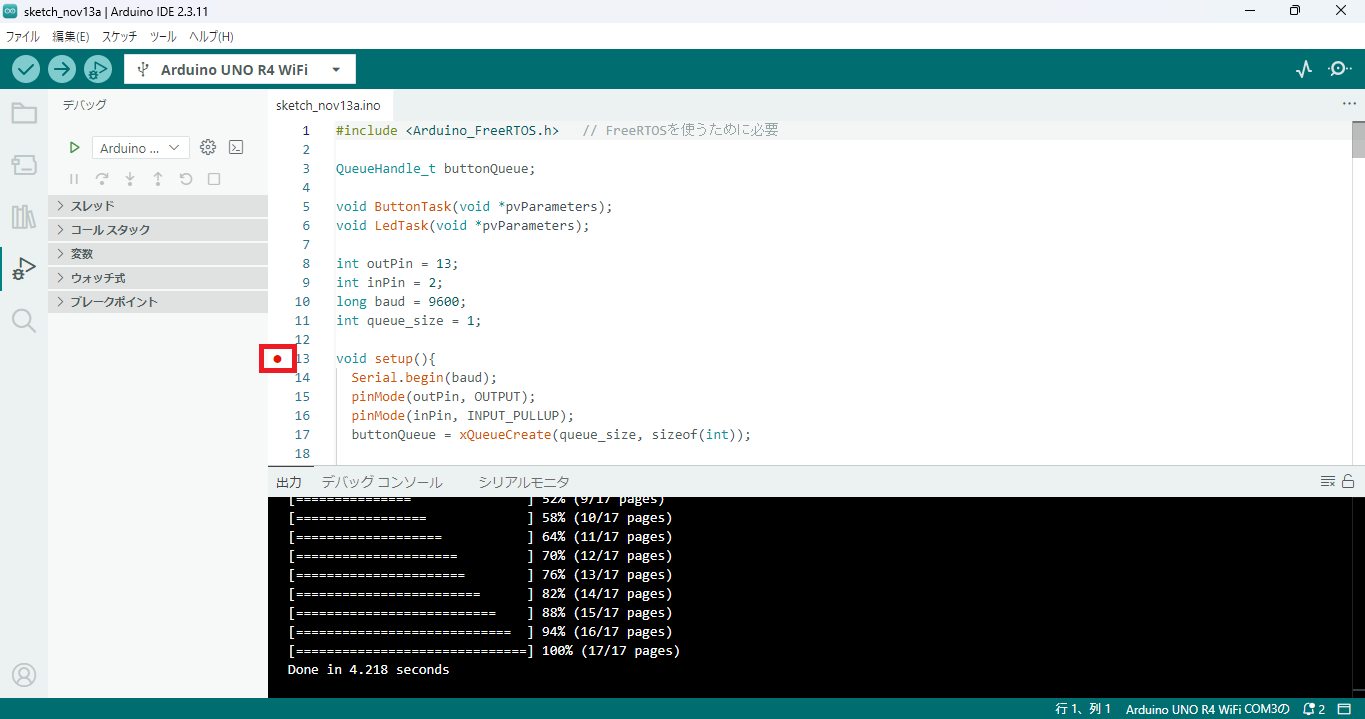 sketch_nov13a | Arduino IDE 2.3.11
ファイル 編集(E) スケッチ ツール ヘルプ(H)
Arduino UNO R4 WiFi
デバッグ
Arduino ...
スレッド
コール スタック
変数
ウォッチ式
ブレークポイント
sketch_nov13a.ino
1 #include <Arduino_FreeRTOS.h> // FreeRTOSを使うために必要
2
3 QueueHandle_t buttonQueue;
4
5 void ButtonTask(void *pvParameters);
6 void LedTask(void *pvParameters);
7
8 int outPin = 13;
9 int inPin = 2;
10 long baud = 9600;
11 int queue_size = 1;
12
13 void setup(){
14 Serial.begin(baud);
15 pinMode(outPin, OUTPUT);
16 pinMode(inPin, INPUT_PULLUP);
17 buttonQueue = xQueueCreate(queue_size, sizeof(int));
18
出力 デバッグ コンソール シリアルモニタ
[===============               ] 52% (9/17 pages)
[=================             ] 58% (10/17 pages)
[===================           ] 64% (11/17 pages)
[=====================         ] 70% (12/17 pages)
[======================        ] 76% (13/17 pages)
[========================      ] 82% (14/17 pages)
[==========================    ] 88% (15/17 pages)
[============================  ] 94% (16/17 pages)
[==============================] 100% (17/17 pages)
Done in 4.218 seconds
行 1、列 1 Arduino UNO R4 WiFi COM3の 2